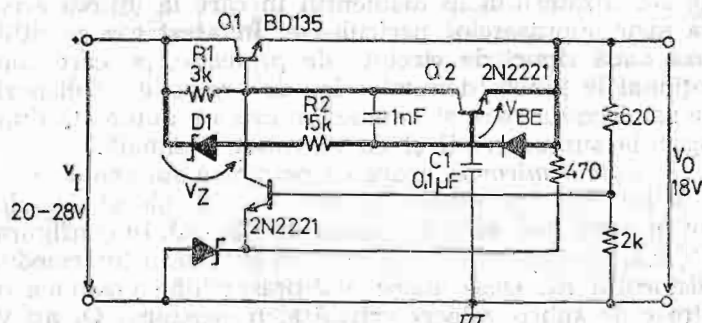 Q1 BD135
R1
3k
Q2 2N2221
D1
R2
15k
1nF
V BE
620
C1
0,1µF
470
VI
20-28V
VZ
2N2221
VO
18V
2k